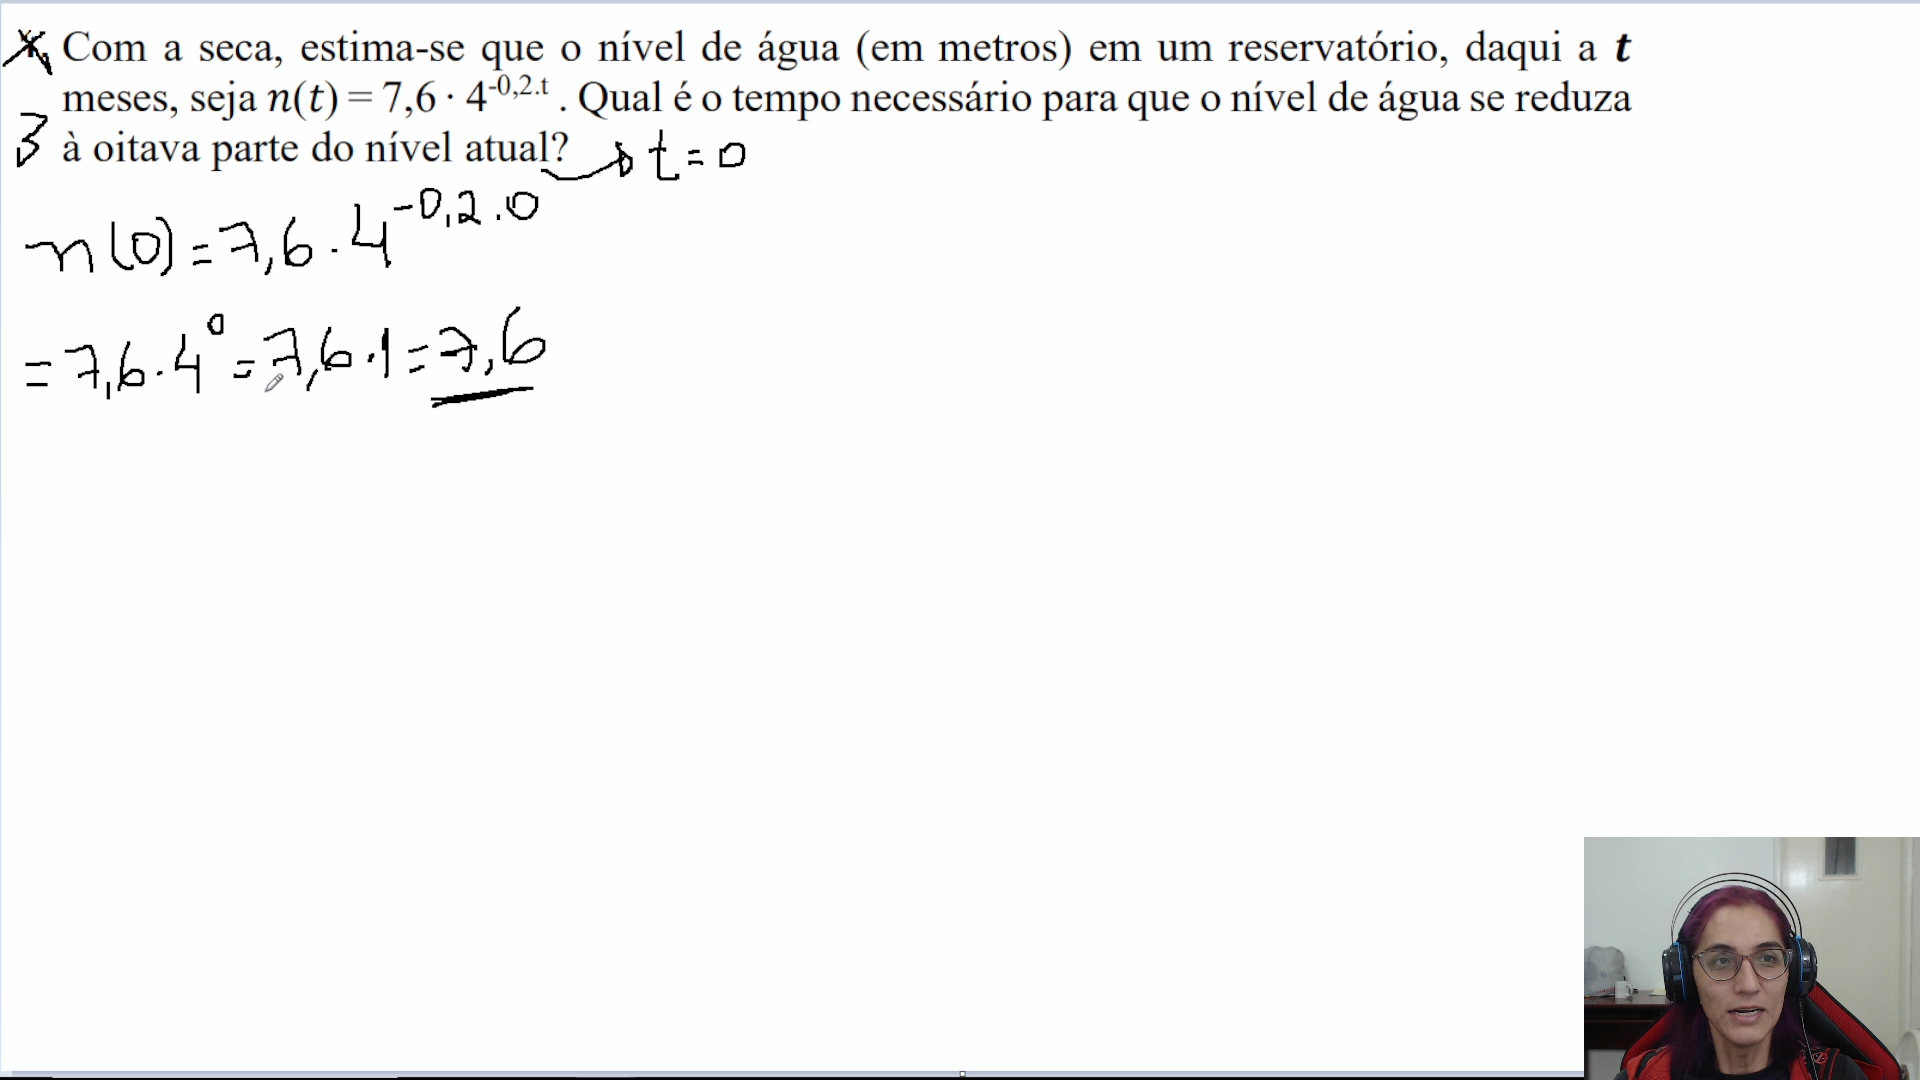 Com a seca, estima-se que o nível de água (em metros) em um reservatório, daqui a t
meses, seja n(t) = 7,6 · 4^-0,2.t . Qual é o tempo necessário para que o nível de água se reduza
3 à oitava parte do nível atual? → t = 0
n(0) = 7,6 · 4^-0,2.0
= 7,6 · 4^0 = 7,6 · 1 = 7,6